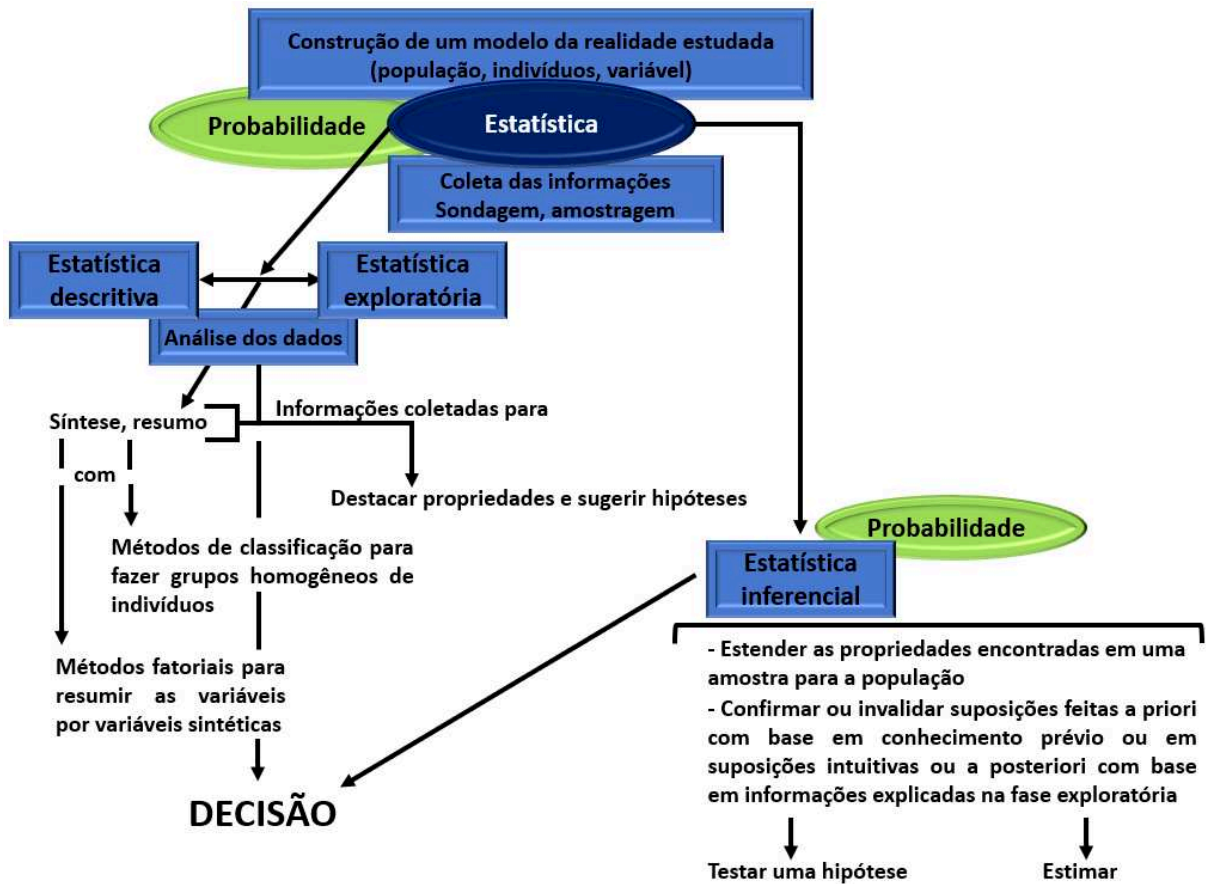 Construção de um modelo da realidade estudada
(população, indivíduos, variável)
Probabilidade
Estatística
Coleta das informações
Sondagem, amostragem
Estatística
descritiva
Estatística
exploratória
Análise dos dados
Síntese, resumo
Informações coletadas para
com
Destacar propriedades e sugerir hipóteses
Métodos de classificação para
fazer grupos homogêneos de
indivíduos
Métodos fatoriais para
resumir as variáveis
por variáveis sintéticas
DECISÃO
Probabilidade
Estatística
inferencial
- Estender as propriedades encontradas em uma
amostra para a população
- Confirmar ou invalidar suposições feitas a priori
com base em conhecimento prévio ou em
suposições intuitivas ou a posteriori com base
em informações explicadas na fase exploratória
Testar uma hipótese
Estimar